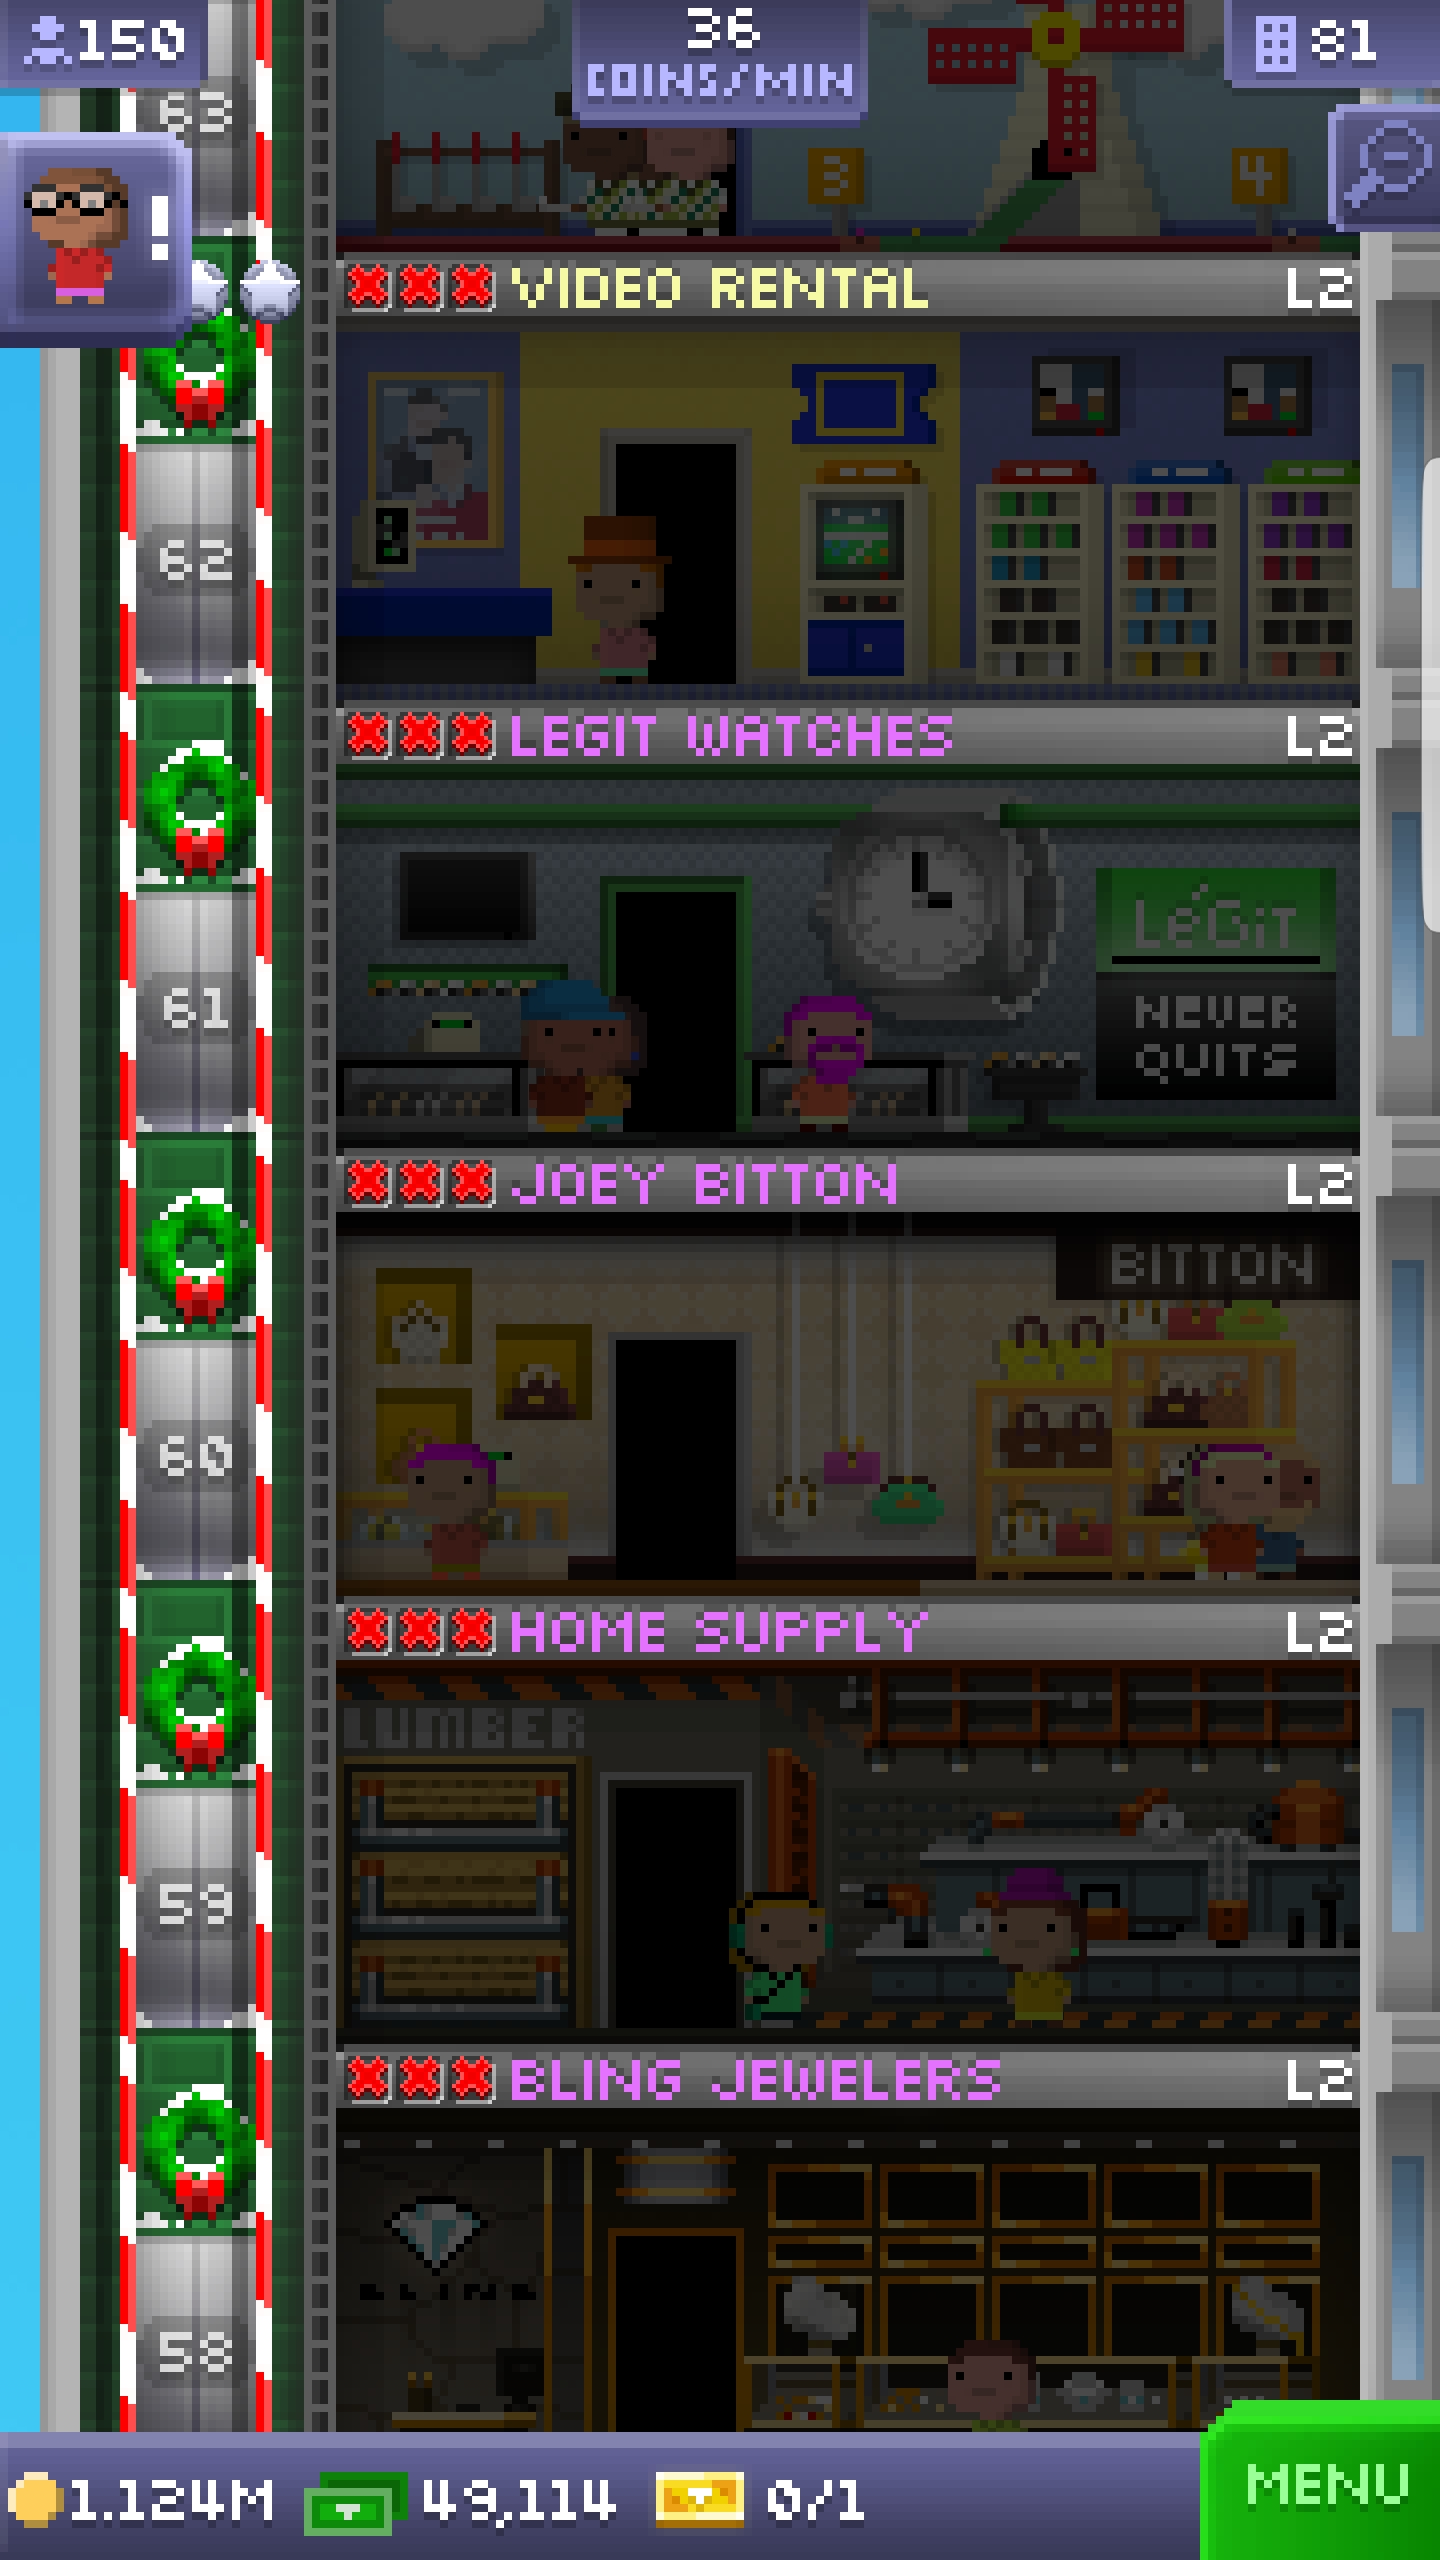 150
36
COINS/MIN
81
63
!
3
4
VIDEO RENTAL L2
62
LEGIT WATCHES L2
LéGiT
NEVER
QUITS
61
JOEY BITTON L2
BITTON
60
HOME SUPPLY L2
LUMBER
59
BLING JEWELERS L2
BLING
58
1.124M 49,114 0/1
MENU